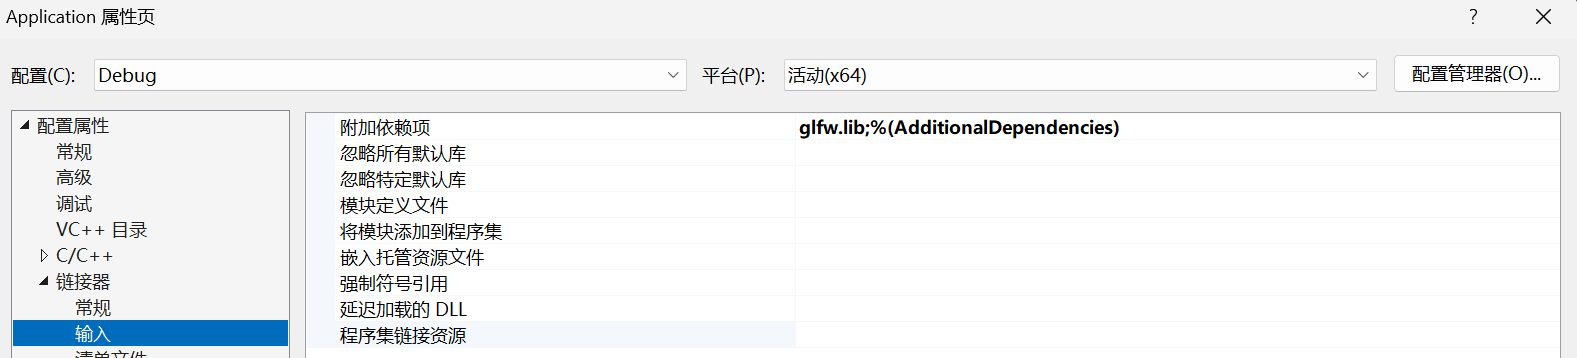 Application 属性页
配置(C): Debug 平台(P): 活动(x64) 配置管理器(O)...
配置属性
常规
高级
调试
VC++ 目录
C/C++
链接器
常规
输入
清单文件
附加依赖项 glfw.lib;%(AdditionalDependencies)
忽略所有默认库
忽略特定默认库
模块定义文件
将模块添加到程序集
嵌入托管资源文件
强制符号引用
延迟加载的 DLL
程序集链接资源